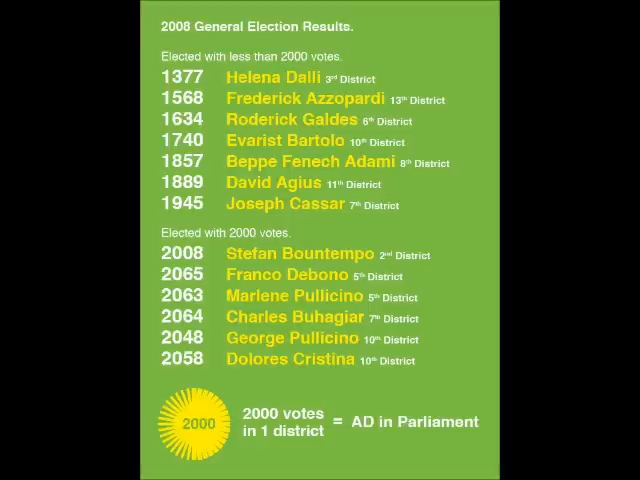 2008 General Election Results.
Elected with less than 2000 votes.
1377 Helena Dalli 3rd District
1568 Frederick Azzopardi 13th District
1634 Roderick Galdes 6th District
1740 Evarist Bartolo 10th District
1857 Beppe Fenech Adami 8th District
1889 David Agius 11th District
1945 Joseph Cassar 7th District
Elected with 2000 votes.
2008 Stefan Bountempo 2nd District
2065 Franco Debono 5th District
2063 Marlene Pullicino 5th District
2064 Charles Buhagiar 7th District
2048 George Pullicino 10th District
2058 Dolores Cristina 10th District
2000
2000 votes
in 1 district = AD in Parliament